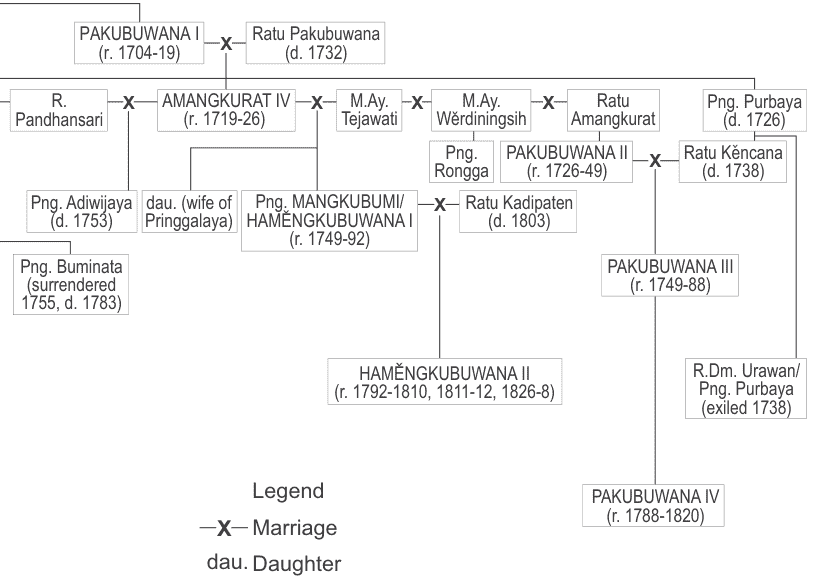 PAKUBUWANA I
(r. 1704-19)
X
Ratu Pakubuwana
(d. 1732)
R.
Pandhansari
X
AMANGKURAT IV
(r. 1719-26)
X
M.Ay.
Tejawati
X
M.Ay.
Wĕrdiningsih
X
Ratu
Amangkurat
Png. Purbaya
(d. 1726)
Png.
Rongga
PAKUBUWANA II
(r. 1726-49)
X
Ratu Kĕncana
(d. 1738)
Png. Adiwijaya
(d. 1753)
dau. (wife of
Pringgalaya)
Png. MANGKUBUMI/
HAMĔNGKUBUWANA I
(r. 1749-92)
X
Ratu Kadipaten
(d. 1803)
Png. Buminata
(surrendered
1755, d. 1783)
PAKUBUWANA III
(r. 1749-88)
HAMĔNGKUBUWANA II
(r. 1792-1810, 1811-12, 1826-8)
R.Dm. Urawan/
Png. Purbaya
(exiled 1738)
PAKUBUWANA IV
(r. 1788-1820)
Legend
X Marriage
dau. Daughter